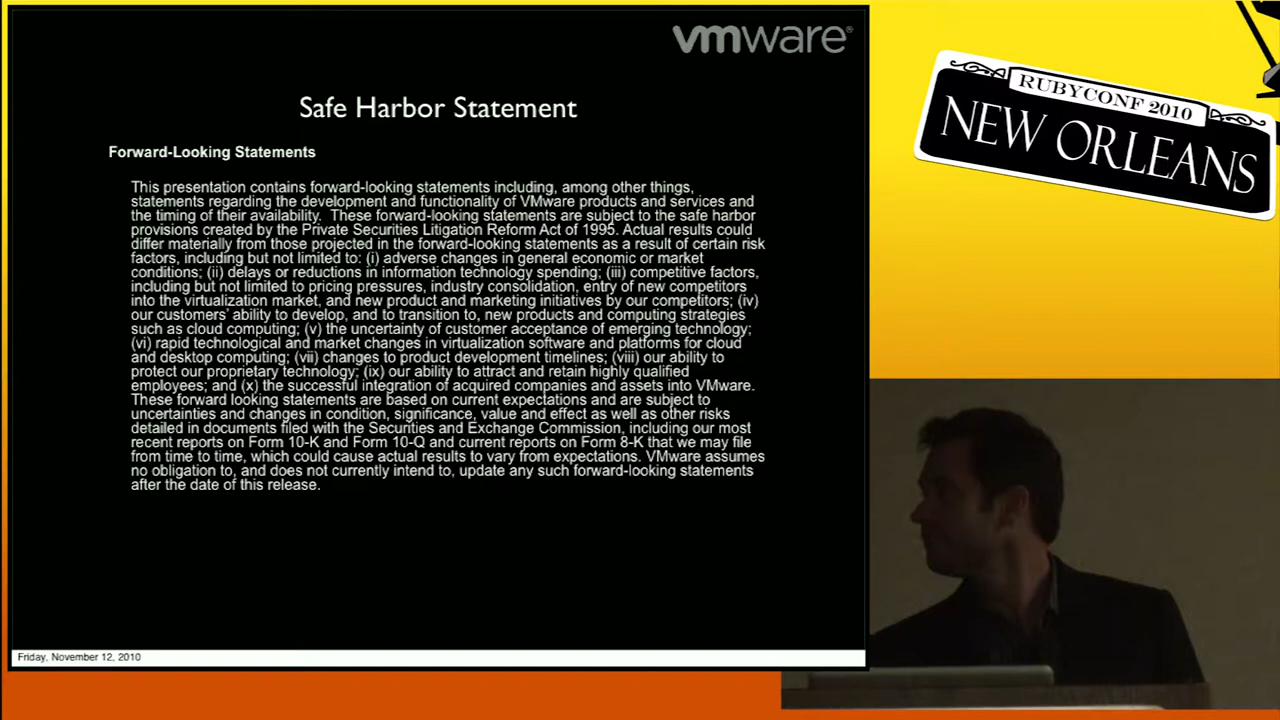 vmware®
RUBYCONF 2010
NEW ORLEANS
Safe Harbor Statement
Forward-Looking Statements
This presentation contains forward-looking statements including, among other things,
statements regarding the development and functionality of VMware products and services and
the timing of their availability.  These forward-looking statements are subject to the safe harbor
provisions created by the Private Securities Litigation Reform Act of 1995. Actual results could
differ materially from those projected in the forward-looking statements as a result of certain risk
factors, including but not limited to: (i) adverse changes in general economic or market
conditions; (ii) delays or reductions in information technology spending; (iii) competitive factors,
including but not limited to pricing pressures, industry consolidation, entry of new competitors
into the virtualization market, and new product and marketing initiatives by our competitors; (iv)
our customers' ability to develop, and to transition to, new products and computing strategies
such as cloud computing; (v) the uncertainty of customer acceptance of emerging technology;
(vi) rapid technological and market changes in virtualization software and platforms for cloud
and desktop computing; (vii) changes to product development timelines; (viii) our ability to
protect our proprietary technology; (ix) our ability to attract and retain highly qualified
employees; and (x) the successful integration of acquired companies and assets into VMware.
These forward looking statements are based on current expectations and are subject to
uncertainties and changes in condition, significance, value and effect as well as other risks
detailed in documents filed with the Securities and Exchange Commission, including our most
recent reports on Form 10-K and Form 10-Q and current reports on Form 8-K that we may file
from time to time, which could cause actual results to vary from expectations. VMware assumes
no obligation to, and does not currently intend to, update any such forward-looking statements
after the date of this release.
Friday, November 12, 2010